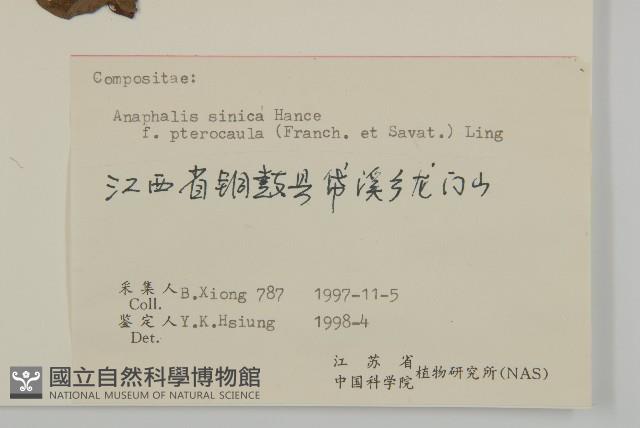 Compositae:
Anaphalis sinica Hance
f. pterocaula (Franch. et Savat.) Ling
江西省铜鼓县带溪乡龙门山
采集人 B.Xiong 787 1997-11-5
Coll.
鉴定人 Y.K.Hsiung 1998-4
Det.
江苏省
中国科学院 植物研究所(NAS)
國立自然科學博物館
NATIONAL MUSEUM OF NATURAL SCIENCE